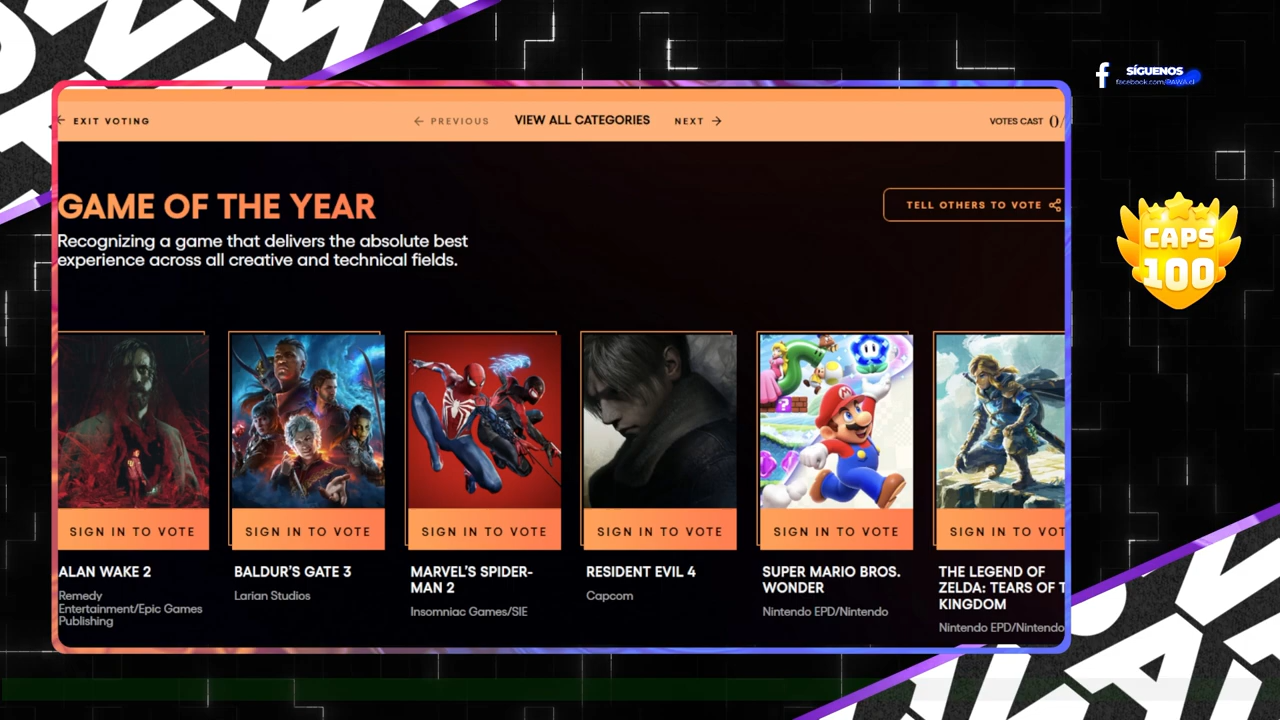 SÍGUENOS
facebook.com/PAWA.cl
EXIT VOTING
PREVIOUS
VIEW ALL CATEGORIES
NEXT
VOTES CAST 0/
GAME OF THE YEAR
TELL OTHERS TO VOTE
Recognizing a game that delivers the absolute best
experience across all creative and technical fields.
CAPS
100
SIGN IN TO VOTE
SIGN IN TO VOTE
SIGN IN TO VOTE
SIGN IN TO VOTE
SIGN IN TO VOTE
SIGN IN TO VOT
ALAN WAKE 2
Remedy
Entertainment/Epic Games
Publishing
BALDUR'S GATE 3
Larian Studios
MARVEL'S SPIDER-
MAN 2
Insomniac Games/SIE
RESIDENT EVIL 4
Capcom
SUPER MARIO BROS.
WONDER
Nintendo EPD/Nintendo
THE LEGEND OF
ZELDA: TEARS OF T
KINGDOM
Nintendo EPD/Nintendo